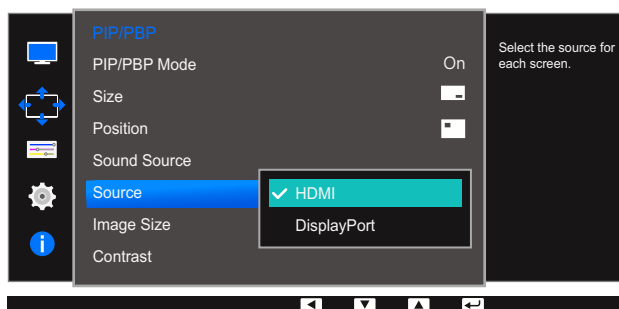 PIP/PBP
PIP/PBP Mode On
Size
Position
Sound Source
Source
HDMI
DisplayPort
Image Size
Contrast
Select the source for
each screen.